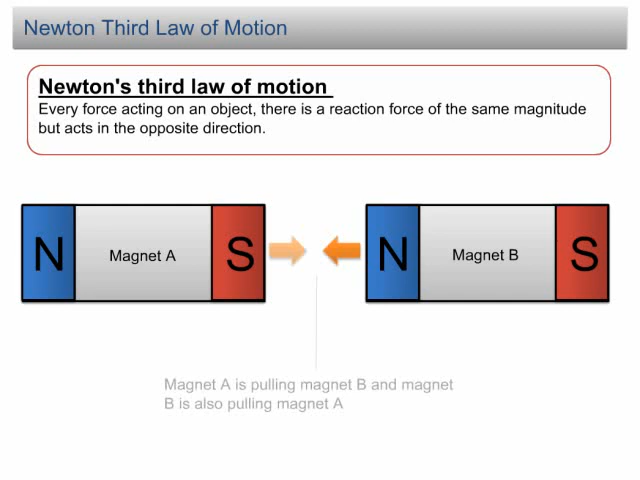 Newton Third Law of Motion
Newton's third law of motion
Every force acting on an object, there is a reaction force of the same magnitude
but acts in the opposite direction.
N Magnet A S N Magnet B S
Magnet A is pulling magnet B and magnet
B is also pulling magnet A